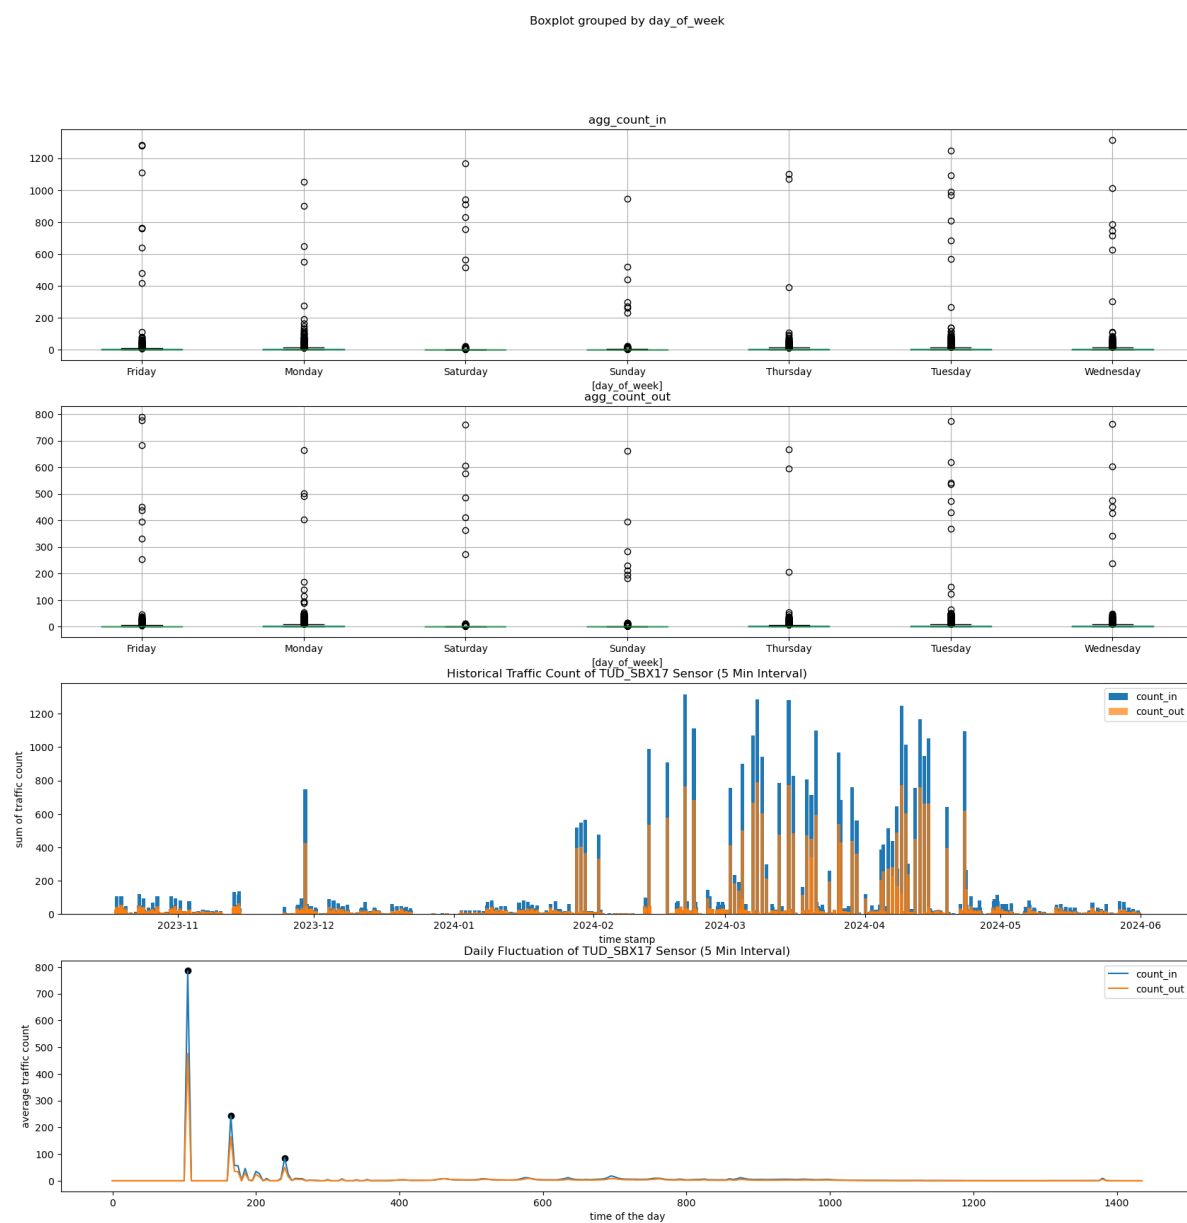 Boxplot grouped by day_of_week
agg_count_in
1200
1000
800
600
400
200
0
Friday Monday Saturday Sunday Thursday Tuesday Wednesday
[day_of_week]
agg_count_out
800
700
600
500
400
300
200
100
0
Friday Monday Saturday Sunday Thursday Tuesday Wednesday
[day_of_week]
Historical Traffic Count of TUD_SBX17 Sensor (5 Min Interval)
count_in
count_out
sum of traffic count
1200
1000
800
600
400
200
0
2023-11 2023-12 2024-01 2024-02 2024-03 2024-04 2024-05 2024-06
time stamp
Daily Fluctuation of TUD_SBX17 Sensor (5 Min Interval)
count_in
count_out
average traffic count
800
700
600
500
400
300
200
100
0
0 200 400 600 800 1000 1200 1400
time of the day